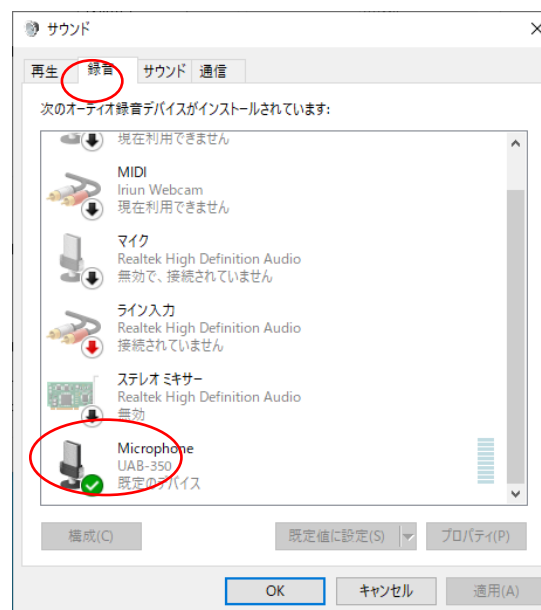 サウンド
再生 録音 サウンド 通信
次のオーディオ録音デバイスがインストールされています:
現在利用できません
MIDI
Iriun Webcam
現在利用できません
マイク
Realtek High Definition Audio
無効で、接続されていません
ライン入力
Realtek High Definition Audio
接続されていません
ステレオ ミキサー
Realtek High Definition Audio
無効
Microphone
UAB-350
既定のデバイス
構成(C) 既定値に設定(S) プロパティ(P)
OK キャンセル 適用(A)